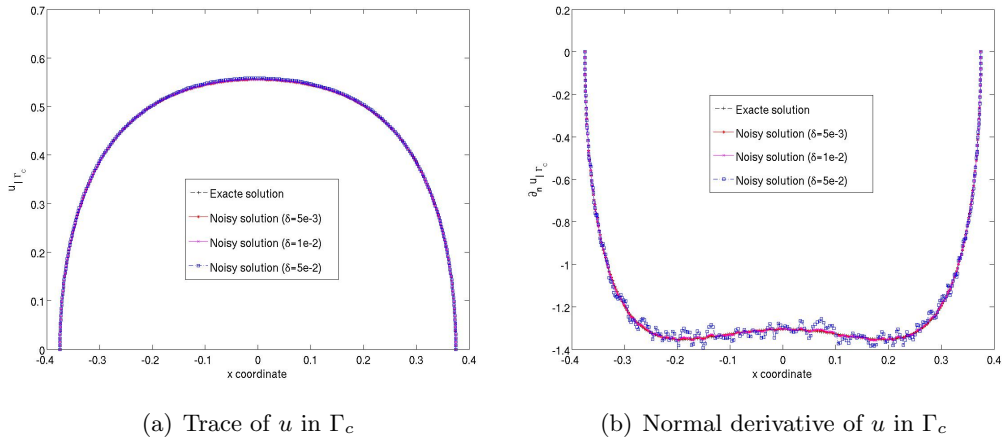 0.7
0.6
0.5
0.4
0.3
0.2
0.1
0
u| Γc
Exacte solution
Noisy solution (δ=5e-3)
Noisy solution (δ=1e-2)
Noisy solution (δ=5e-2)
-0.4 -0.3 -0.2 -0.1 0 0.1 0.2 0.3 0.4
x coordinate
(a) Trace of u in Γc
0.2
0
-0.2
-0.4
-0.6
-0.8
-1
-1.2
-1.4
∂n u| Γc
Exacte solution
Noisy solution (δ=5e-3)
Noisy solution (δ=1e-2)
Noisy solution (δ=5e-2)
-0.4 -0.3 -0.2 -0.1 0 0.1 0.2 0.3 0.4
x coordinate
(b) Normal derivative of u in Γc